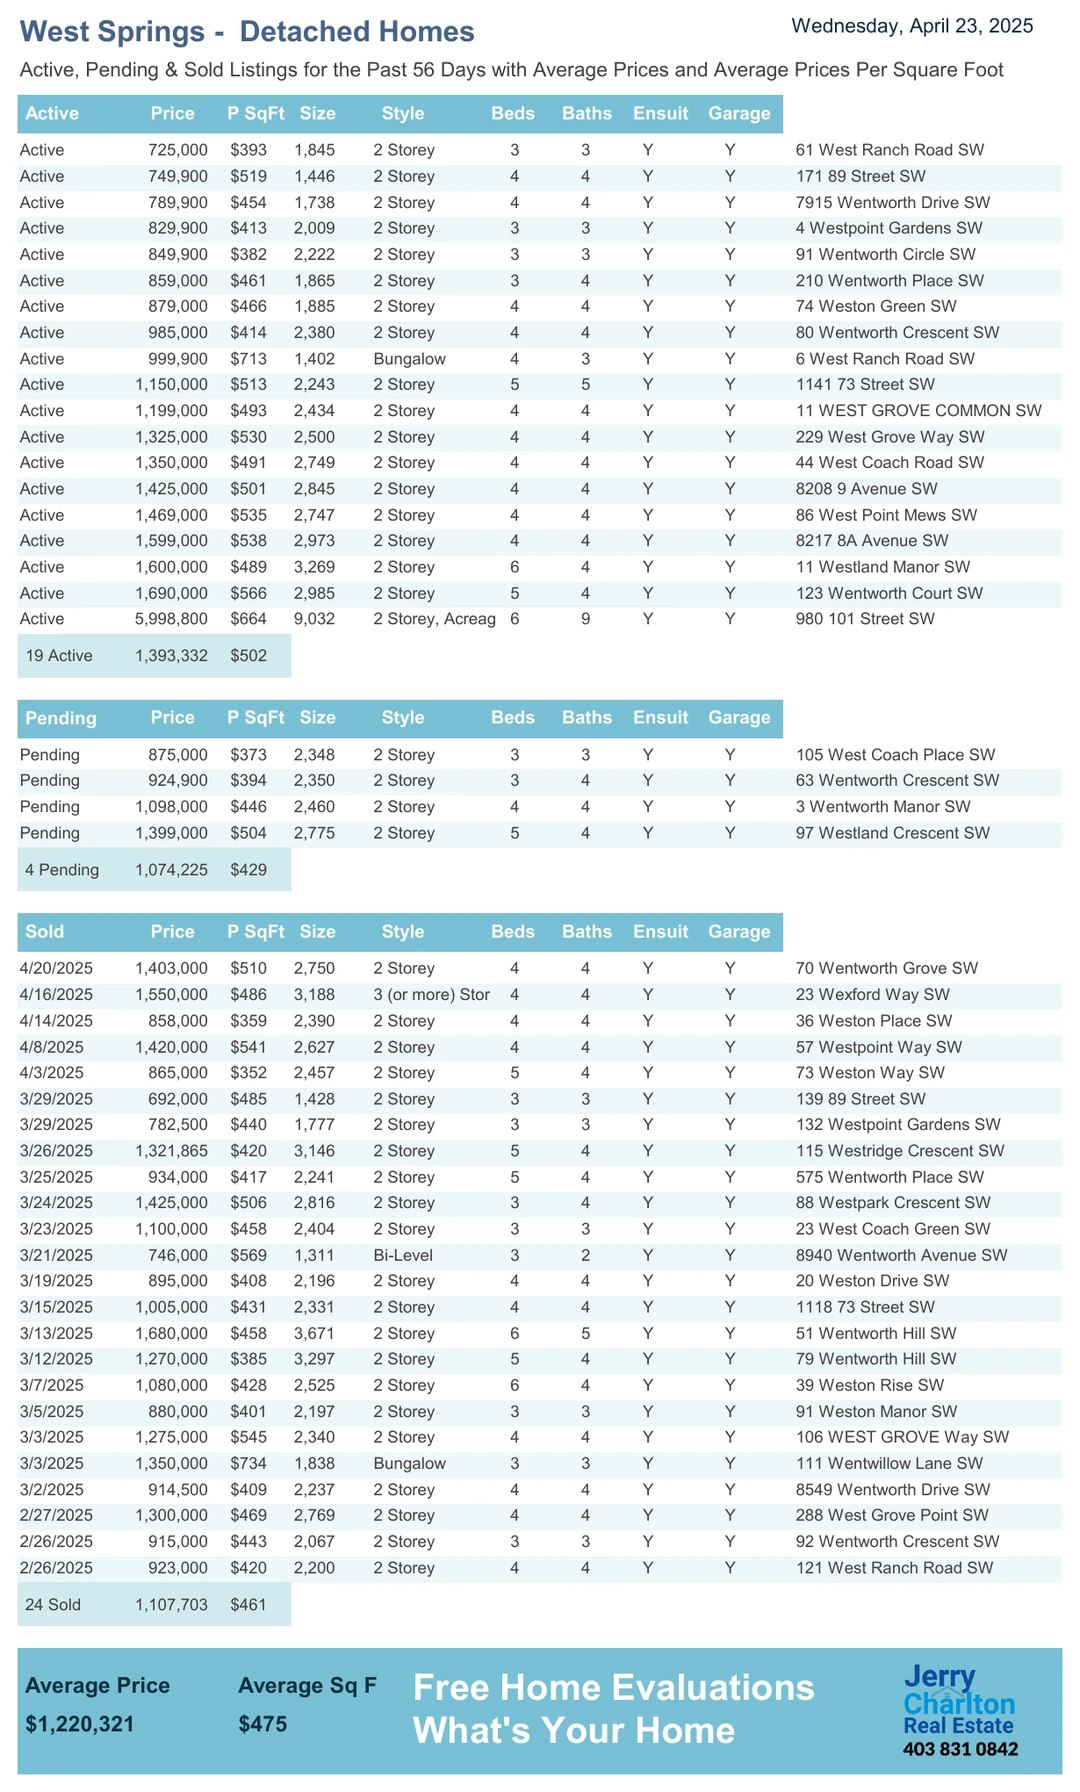 West Springs -  Detached Homes
Wednesday, April 23, 2025
Active, Pending & Sold Listings for the Past 56 Days with Average Prices and Average Prices Per Square Foot
Active Price P SqFt Size Style Beds Baths Ensuit Garage
Active 725,000 $393 1,845 2 Storey 3 3 Y Y 61 West Ranch Road SW
Active 749,900 $519 1,446 2 Storey 4 4 Y Y 171 89 Street SW
Active 789,900 $454 1,738 2 Storey 4 4 Y Y 7915 Wentworth Drive SW
Active 829,900 $413 2,009 2 Storey 3 3 Y Y 4 Westpoint Gardens SW
Active 849,900 $382 2,222 2 Storey 3 3 Y Y 91 Wentworth Circle SW
Active 859,000 $461 1,865 2 Storey 3 4 Y Y 210 Wentworth Place SW
Active 879,000 $466 1,885 2 Storey 4 4 Y Y 74 Weston Green SW
Active 985,000 $414 2,380 2 Storey 4 4 Y Y 80 Wentworth Crescent SW
Active 999,900 $713 1,402 Bungalow 4 3 Y Y 6 West Ranch Road SW
Active 1,150,000 $513 2,243 2 Storey 5 5 Y Y 1141 73 Street SW
Active 1,199,000 $493 2,434 2 Storey 4 4 Y Y 11 WEST GROVE COMMON SW
Active 1,325,000 $530 2,500 2 Storey 4 4 Y Y 229 West Grove Way SW
Active 1,350,000 $491 2,749 2 Storey 4 4 Y Y 44 West Coach Road SW
Active 1,425,000 $501 2,845 2 Storey 4 4 Y Y 8208 9 Avenue SW
Active 1,469,000 $535 2,747 2 Storey 4 4 Y Y 86 West Point Mews SW
Active 1,599,000 $538 2,973 2 Storey 4 4 Y Y 8217 8A Avenue SW
Active 1,600,000 $489 3,269 2 Storey 6 4 Y Y 11 Westland Manor SW
Active 1,690,000 $566 2,985 2 Storey 5 4 Y Y 123 Wentworth Court SW
Active 5,998,800 $664 9,032 2 Storey, Acreag 6 9 Y Y 980 101 Street SW
19 Active 1,393,332 $502
Pending Price P SqFt Size Style Beds Baths Ensuit Garage
Pending 875,000 $373 2,348 2 Storey 3 3 Y Y 105 West Coach Place SW
Pending 924,900 $394 2,350 2 Storey 3 4 Y Y 63 Wentworth Crescent SW
Pending 1,098,000 $446 2,460 2 Storey 4 4 Y Y 3 Wentworth Manor SW
Pending 1,399,000 $504 2,775 2 Storey 5 4 Y Y 97 Westland Crescent SW
4 Pending 1,074,225 $429
Sold Price P SqFt Size Style Beds Baths Ensuit Garage
4/20/2025 1,403,000 $510 2,750 2 Storey 4 4 Y Y 70 Wentworth Grove SW
4/16/2025 1,550,000 $486 3,188 3 (or more) Stor 4 4 Y Y 23 Wexford Way SW
4/14/2025 858,000 $359 2,390 2 Storey 4 4 Y Y 36 Weston Place SW
4/8/2025 1,420,000 $541 2,627 2 Storey 4 4 Y Y 57 Westpoint Way SW
4/3/2025 865,000 $352 2,457 2 Storey 5 4 Y Y 73 Weston Way SW
3/29/2025 692,000 $485 1,428 2 Storey 3 3 Y Y 139 89 Street SW
3/29/2025 782,500 $440 1,777 2 Storey 3 3 Y Y 132 Westpoint Gardens SW
3/26/2025 1,321,865 $420 3,146 2 Storey 5 4 Y Y 115 Westridge Crescent SW
3/25/2025 934,000 $417 2,241 2 Storey 5 4 Y Y 575 Wentworth Place SW
3/24/2025 1,425,000 $506 2,816 2 Storey 3 4 Y Y 88 Westpark Crescent SW
3/23/2025 1,100,000 $458 2,404 2 Storey 3 3 Y Y 23 West Coach Green SW
3/21/2025 746,000 $569 1,311 Bi-Level 3 2 Y Y 8940 Wentworth Avenue SW
3/19/2025 895,000 $408 2,196 2 Storey 4 4 Y Y 20 Weston Drive SW
3/15/2025 1,005,000 $431 2,331 2 Storey 4 4 Y Y 1118 73 Street SW
3/13/2025 1,680,000 $458 3,671 2 Storey 6 5 Y Y 51 Wentworth Hill SW
3/12/2025 1,270,000 $385 3,297 2 Storey 5 4 Y Y 79 Wentworth Hill SW
3/7/2025 1,080,000 $428 2,525 2 Storey 6 4 Y Y 39 Weston Rise SW
3/5/2025 880,000 $401 2,197 2 Storey 3 3 Y Y 91 Weston Manor SW
3/3/2025 1,275,000 $545 2,340 2 Storey 4 4 Y Y 106 WEST GROVE Way SW
3/3/2025 1,350,000 $734 1,838 Bungalow 3 3 Y Y 111 Wentwillow Lane SW
3/2/2025 914,500 $409 2,237 2 Storey 4 4 Y Y 8549 Wentworth Drive SW
2/27/2025 1,300,000 $469 2,769 2 Storey 4 4 Y Y 288 West Grove Point SW
2/26/2025 915,000 $443 2,067 2 Storey 3 3 Y Y 92 Wentworth Crescent SW
2/26/2025 923,000 $420 2,200 2 Storey 4 4 Y Y 121 West Ranch Road SW
24 Sold 1,107,703 $461
Average Price Average Sq F
$1,220,321 $475
Free Home Evaluations
What's Your Home
Jerry
Charlton
Real Estate
403 831 0842